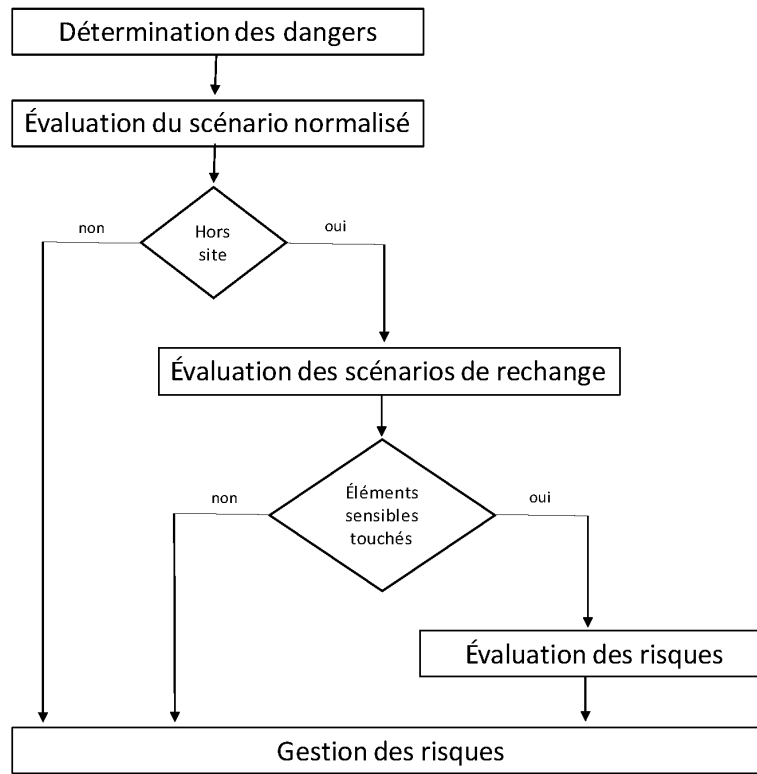 Détermination des dangers
Évaluation du scénario normalisé
non
Hors
site
oui
Évaluation des scénarios de rechange
non
Éléments
sensibles
touchés
oui
Évaluation des risques
Gestion des risques